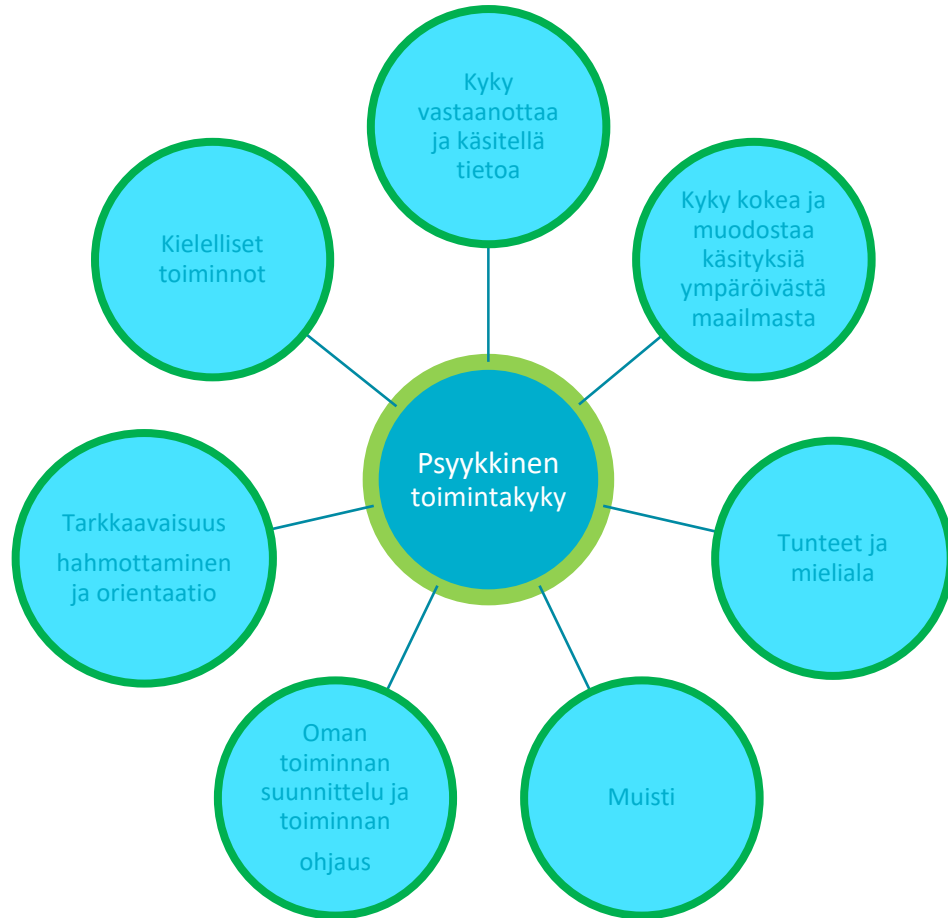 Kyky
vastaanottaa
ja käsitellä
tietoa
Kyky kokea ja
muodostaa
käsityksiä
ympäröivästä
maailmasta
Tunteet ja
mieliala
Muisti
Oman
toiminnan
suunnittelu ja
toiminnan
ohjaus
Tarkkaavaisuus
hahmottaminen
ja orientaatio
Kielelliset
toiminnot
Psyykkinen
toimintakyky